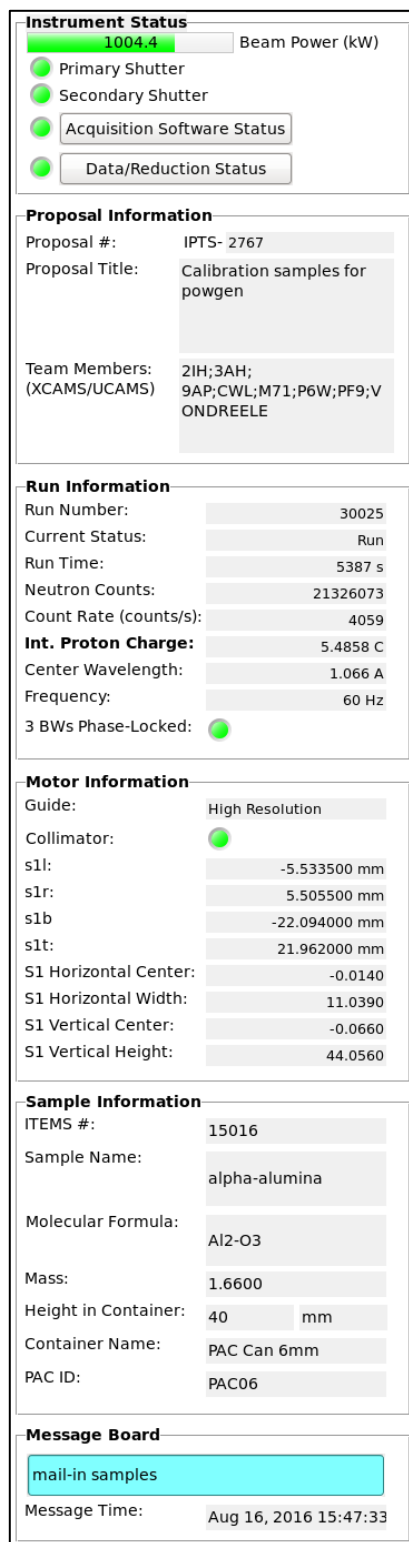 Instrument Status
1004.4 Beam Power (kW)
Primary Shutter
Secondary Shutter
Acquisition Software Status
Data/Reduction Status
Proposal Information
Proposal #: IPTS- 2767
Proposal Title: Calibration samples for
powgen
Team Members: 2IH;3AH;
(XCAMS/UCAMS) 9AP;CWL;M71;P6W;PF9;V
ONDREELE
Run Information
Run Number: 30025
Current Status: Run
Run Time: 5387 s
Neutron Counts: 21326073
Count Rate (counts/s): 4059
Int. Proton Charge: 5.4858 C
Center Wavelength: 1.066 A
Frequency: 60 Hz
3 BWs Phase-Locked:
Motor Information
Guide: High Resolution
Collimator:
s1l: -5.533500 mm
s1r: 5.505500 mm
s1b -22.094000 mm
s1t: 21.962000 mm
S1 Horizontal Center: -0.0140
S1 Horizontal Width: 11.0390
S1 Vertical Center: -0.0660
S1 Vertical Height: 44.0560
Sample Information
ITEMS #: 15016
Sample Name: alpha-alumina
Molecular Formula: Al2-O3
Mass: 1.6600
Height in Container: 40 mm
Container Name: PAC Can 6mm
PAC ID: PAC06
Message Board
mail-in samples
Message Time: Aug 16, 2016 15:47:33